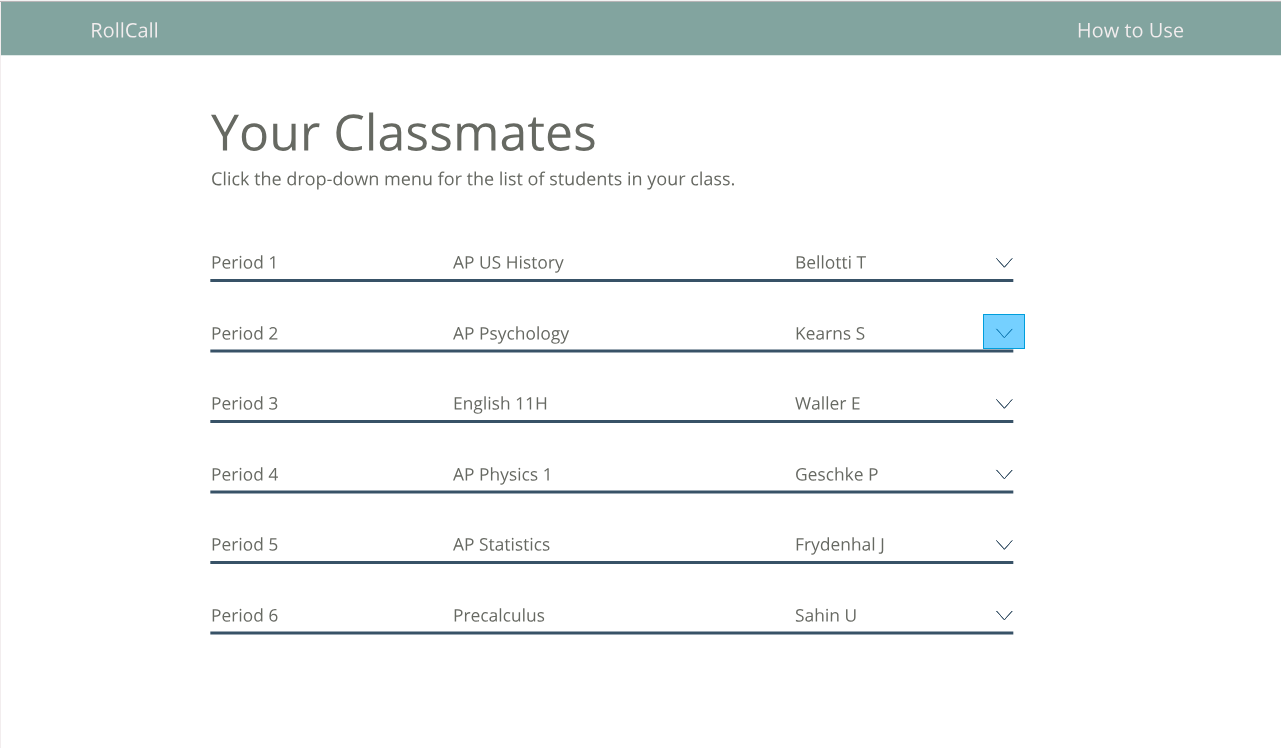 RollCall How to Use
Your Classmates
Click the drop-down menu for the list of students in your class.
Period 1 AP US History Bellotti T
Period 2 AP Psychology Kearns S
Period 3 English 11H Waller E
Period 4 AP Physics 1 Geschke P
Period 5 AP Statistics Frydenhal J
Period 6 Precalculus Sahin U